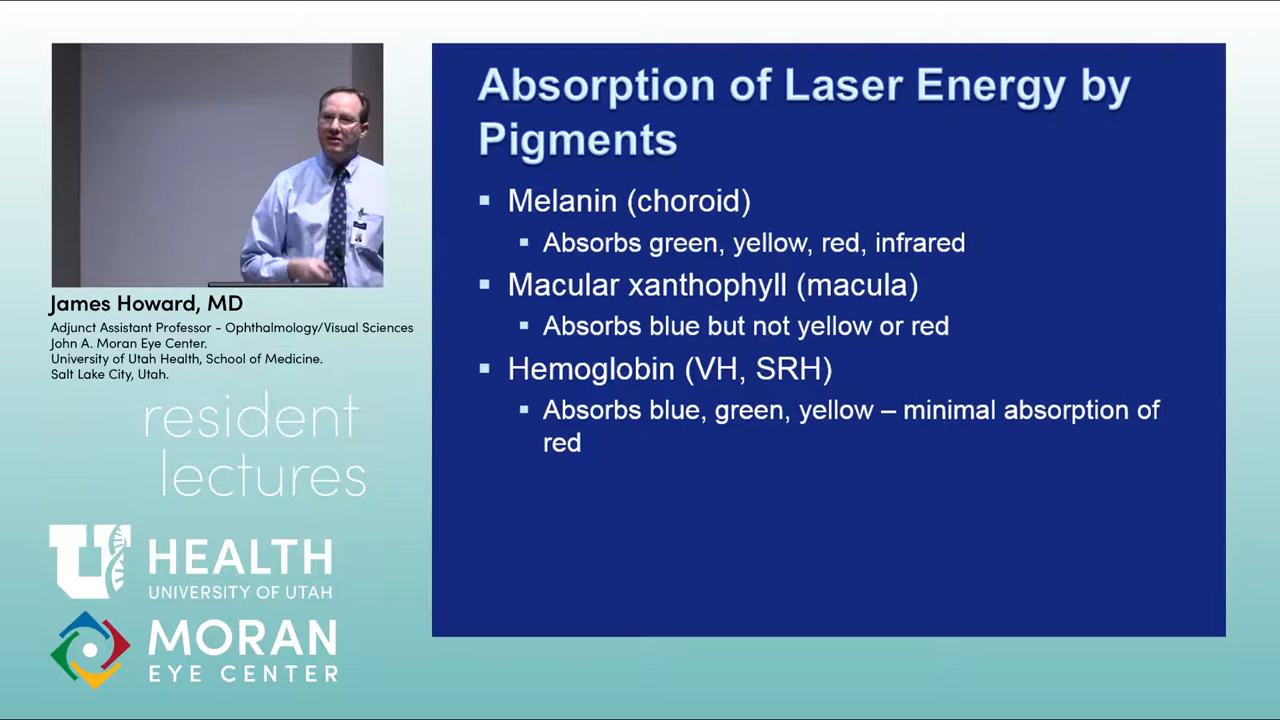 Absorption of Laser Energy by
Pigments
▪ Melanin (choroid)
▪ Absorbs green, yellow, red, infrared
▪ Macular xanthophyll (macula)
▪ Absorbs blue but not yellow or red
▪ Hemoglobin (VH, SRH)
▪ Absorbs blue, green, yellow – minimal absorption of
red
James Howard, MD
Adjunct Assistant Professor - Ophthalmology/Visual Sciences
John A. Moran Eye Center.
University of Utah Health, School of Medicine.
Salt Lake City, Utah.
resident
lectures
U HEALTH
UNIVERSITY OF UTAH
MORAN
EYE CENTER